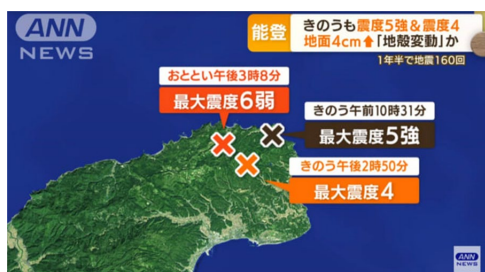 ANN
NEWS
能登
きのうも震度5強&震度4
地面4cm⬆「地殻変動」か
1年半で地震160回
おととい午後3時8分
最大震度6弱
きのう午前10時31分
最大震度5強
きのう午後2時50分
最大震度4
ANN
NEWS